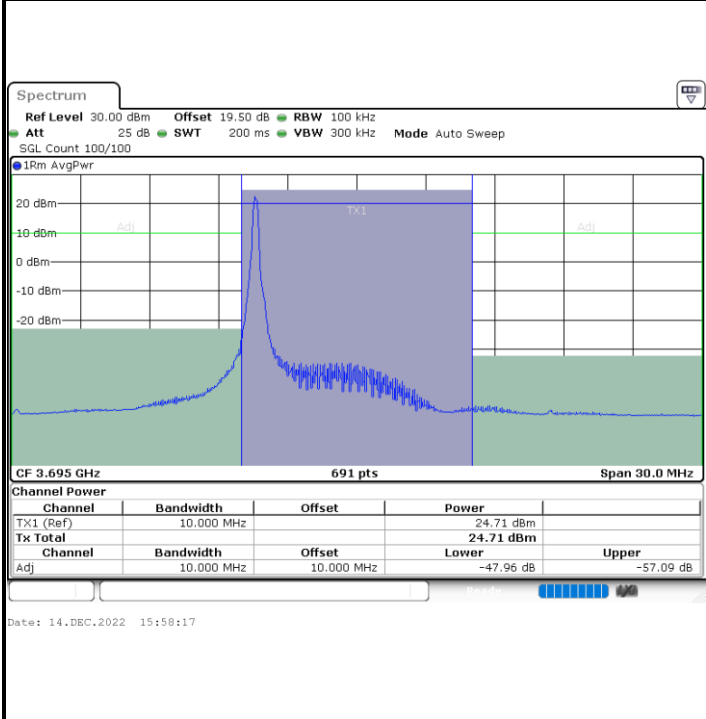 Spectrum
Ref Level 30.00 dBm Offset 19.50 dB RBW 100 kHz
Att 25 dB SWT 200 ms VBW 300 kHz Mode Auto Sweep
SGL Count 100/100
1Rm AvgPwr
20 dBm
TX1
Adj
Adj
10 dBm
0 dBm
-10 dBm
-20 dBm
CF 3.695 GHz 691 pts Span 30.0 MHz
Channel Power
Channel Bandwidth Offset Power
TX1 (Ref) 10.000 MHz 24.71 dBm
Tx Total 24.71 dBm
Channel Bandwidth Offset Lower Upper
Adj 10.000 MHz 10.000 MHz -47.96 dB -57.09 dB
Ready
Date: 14.DEC.2022 15:58:17